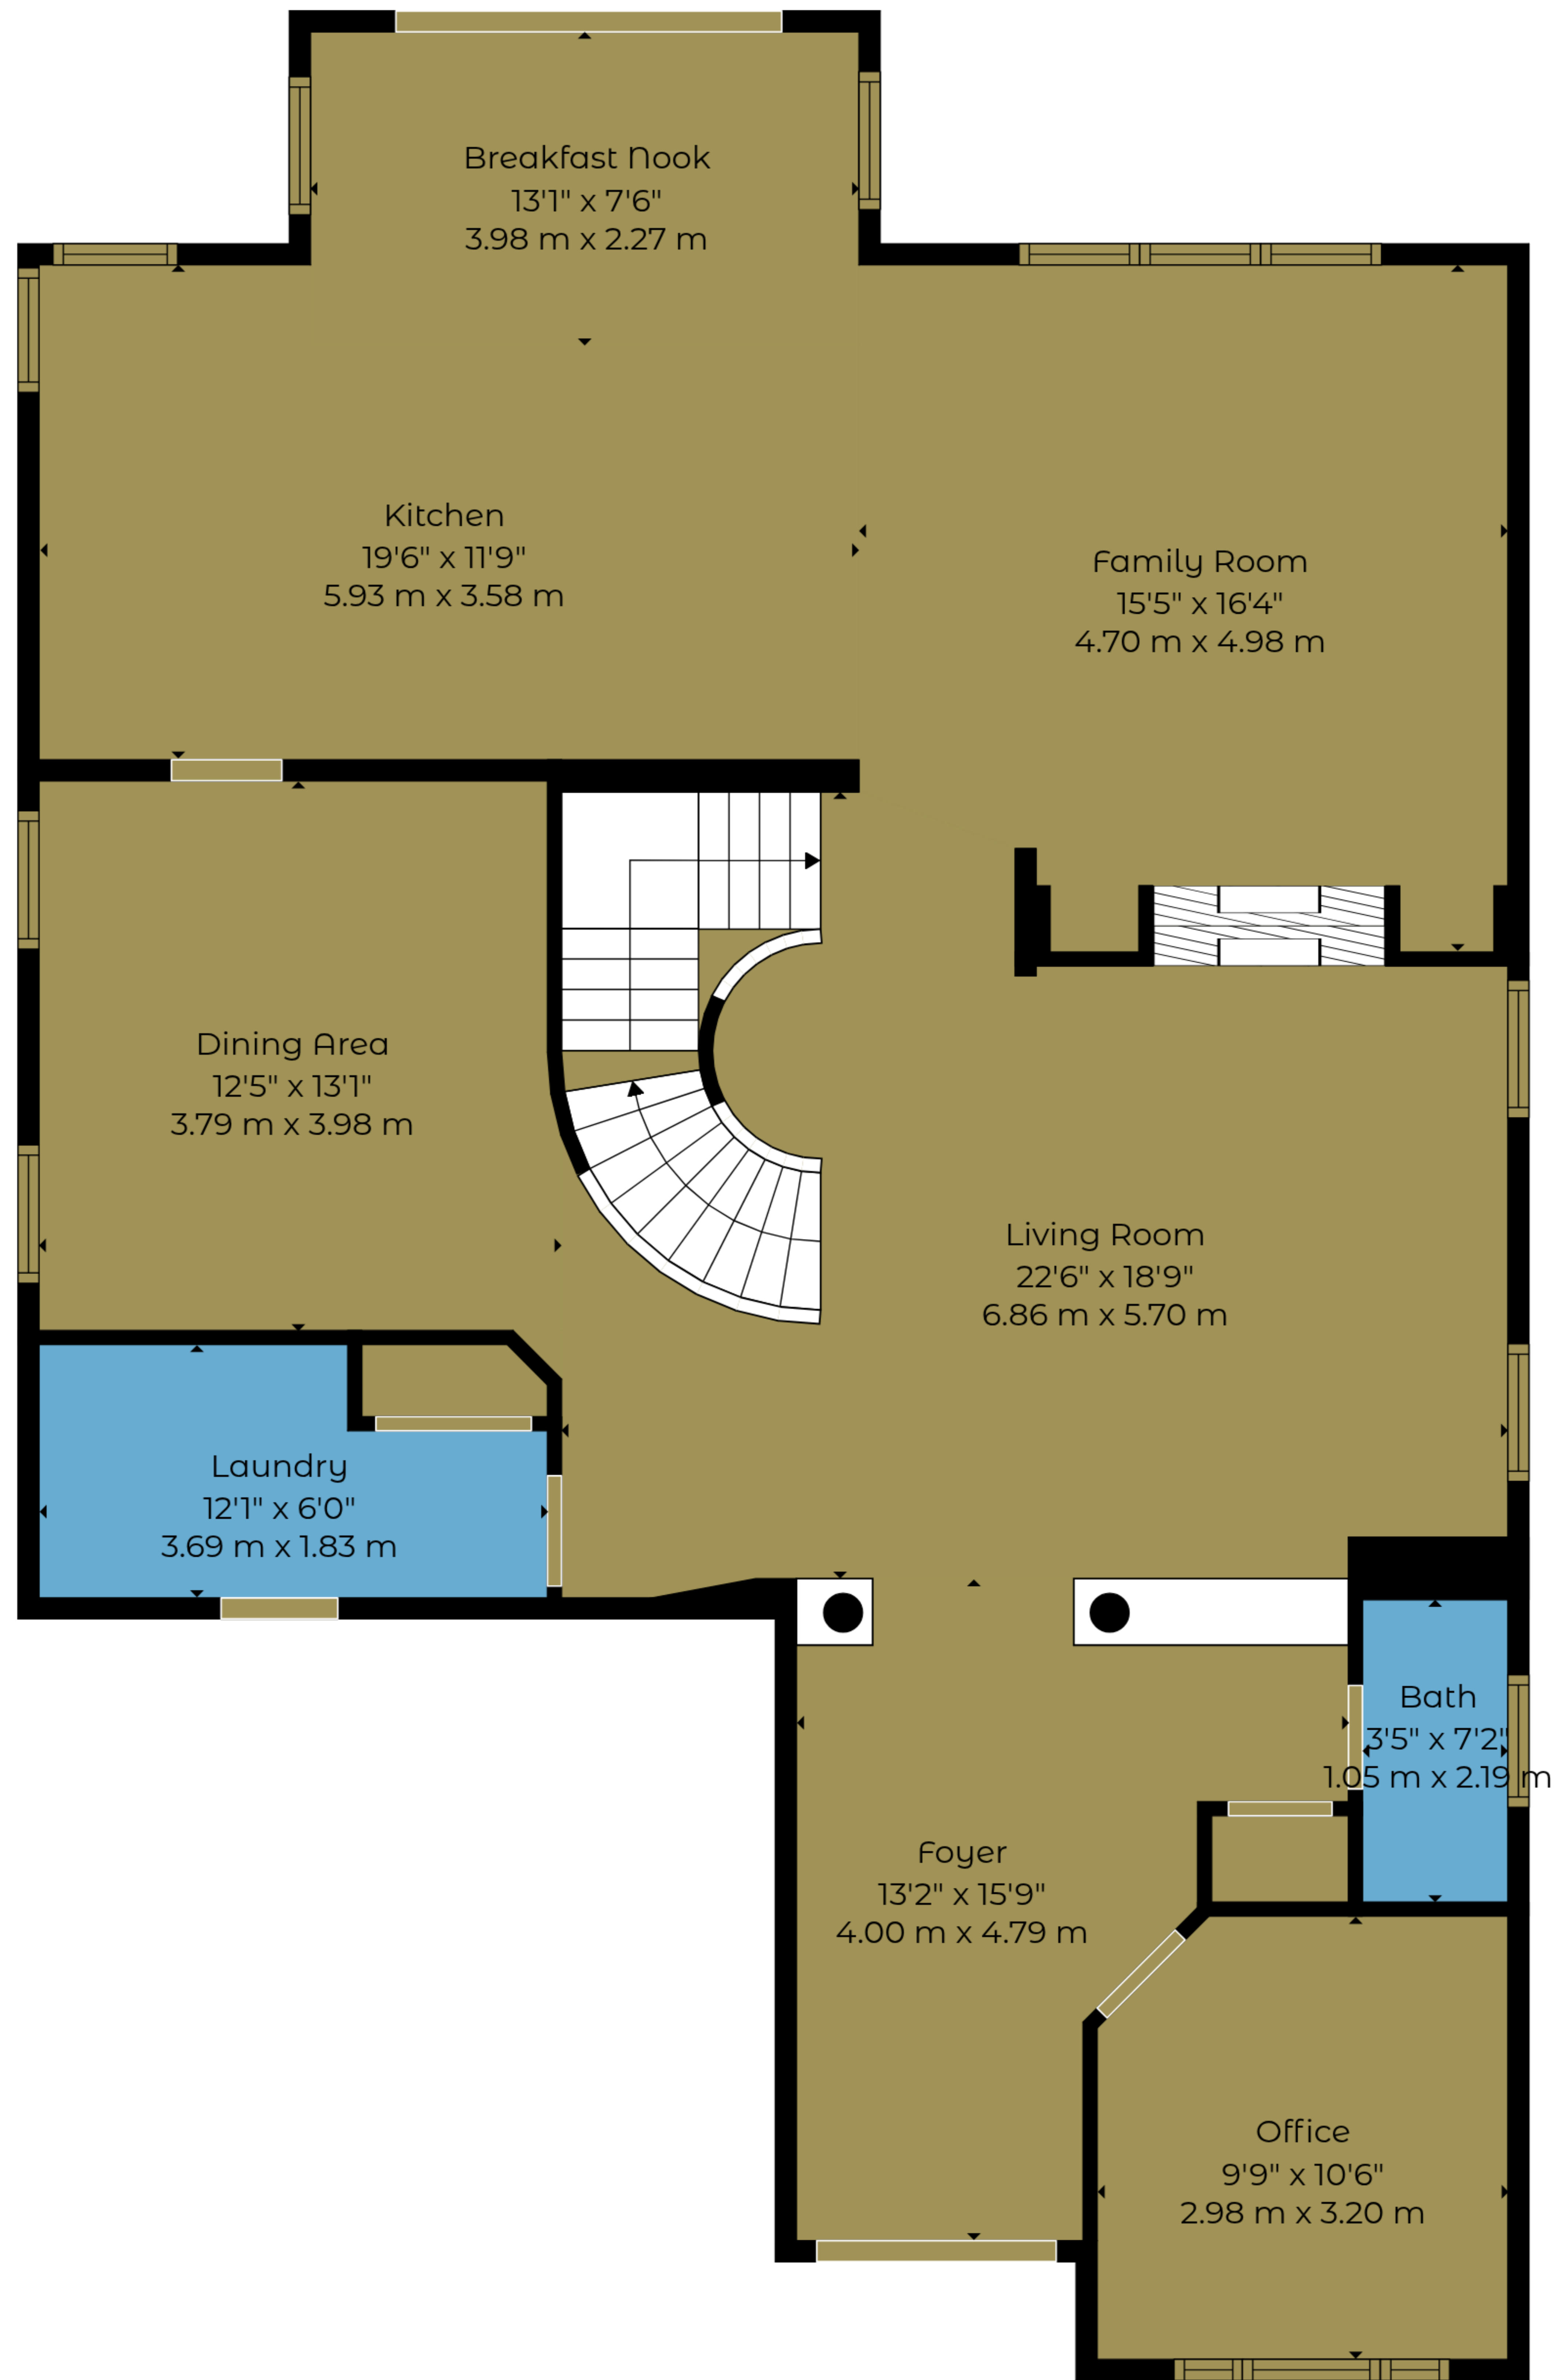 Breakfast Nook
13'1" x 7'6"
3.98 m x 2.27 m
Kitchen
19'6" x 11'9"
5.93 m x 3.58 m
Family Room
15'5" x 16'4"
4.70 m x 4.98 m
Dining Area
12'5" x 13'1"
3.79 m x 3.98 m
Living Room
22'6" x 18'9"
6.86 m x 5.70 m
Laundry
12'1" x 6'0"
3.69 m x 1.83 m
Bath
3'5" x 7'2"
1.05 m x 2.19 m
Foyer
13'2" x 15'9"
4.00 m x 4.79 m
Office
9'9" x 10'6"
2.98 m x 3.20 m